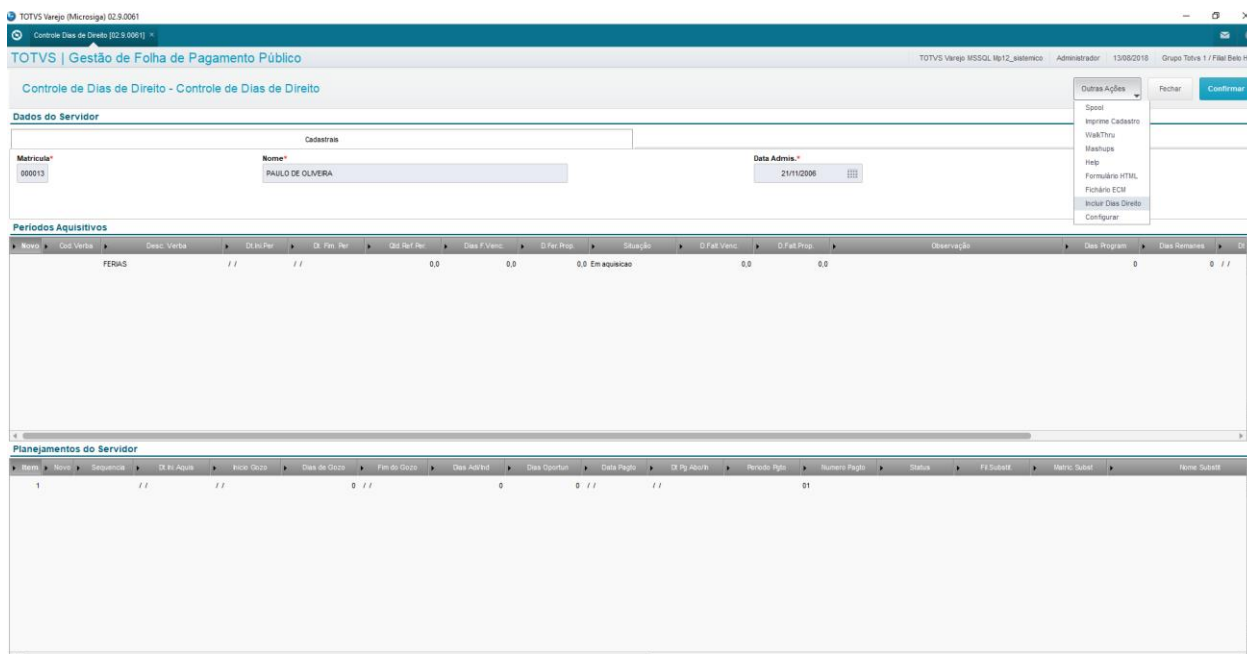 TOTVS Varejo (Microsiga) 02.9.0061
Controle Dias de Direito [02.9.0061] ×
TOTVS | Gestão de Folha de Pagamento Público
TOTVS Varejo MSSQL Mp12_sistemico Administrador 13/08/2018 Grupo Totvs 1 / Filial Belo H
Controle de Dias de Direito - Controle de Dias de Direito
Outras Ações Fechar Confirmar
Spool
Imprime Cadastro
WalkThru
Mashups
Help
Formulário HTML
Fichário ECM
Incluir Dias Direito
Configurar
Dados do Servidor
Cadastrais
Matricula* Nome* Data Admis.*
000013 PAULO DE OLIVEIRA 21/11/2006
Períodos Aquisitivos
Novo Cod.Verba Desc. Verba Dt.Ini.Per Dt. Fim. Per Qtd.Ref.Per. Dias F.Venc. D.Fer.Prop. Situação D.Falt.Venc. D.Falt.Prop. Observação Dias Program. Dias Remanes Dt
FERIAS / / / / 0,0 0,0 0,0 Em aquisicao 0,0 0,0 0 0 / /
Planejamentos do Servidor
Item Novo Sequencia Dt.Ini.Aquis Inicio Gozo Dias de Gozo Fim do Gozo Dias Ad/Ind Dias Oportun Data Pagto Dt.Pg.Abo/In Periodo Pgto Numero Pagto Status Fil.Substit Matric.Subst Nome Substit
1 / / / / 0 / / 0 0 / / / / 01